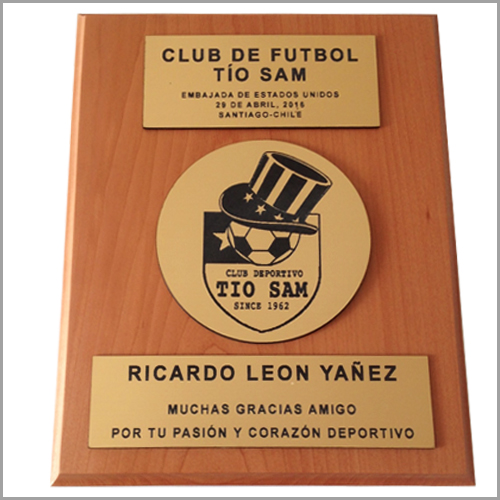 CLUB DE FUTBOL
TÍO SAM
EMBAJADA DE ESTADOS UNIDOS
29 DE ABRIL, 2015
SANTIAGO-CHILE
CLUB DEPORTIVO
TIO SAM
SINCE 1962
RICARDO LEON YAÑEZ
MUCHAS GRACIAS AMIGO
POR TU PASIÓN Y CORAZÓN DEPORTIVO